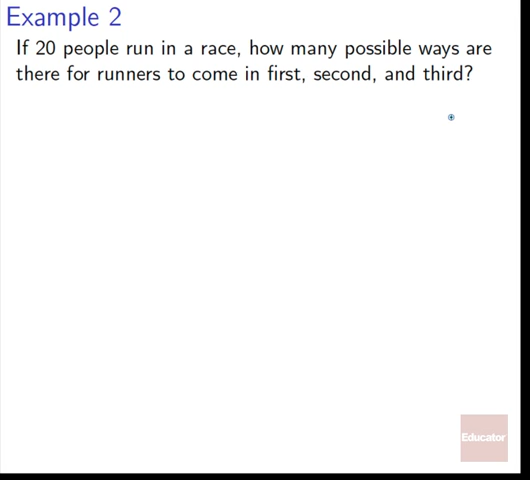 Example 2
If 20 people run in a race, how many possible ways are
there for runners to come in first, second, and third?
Educator